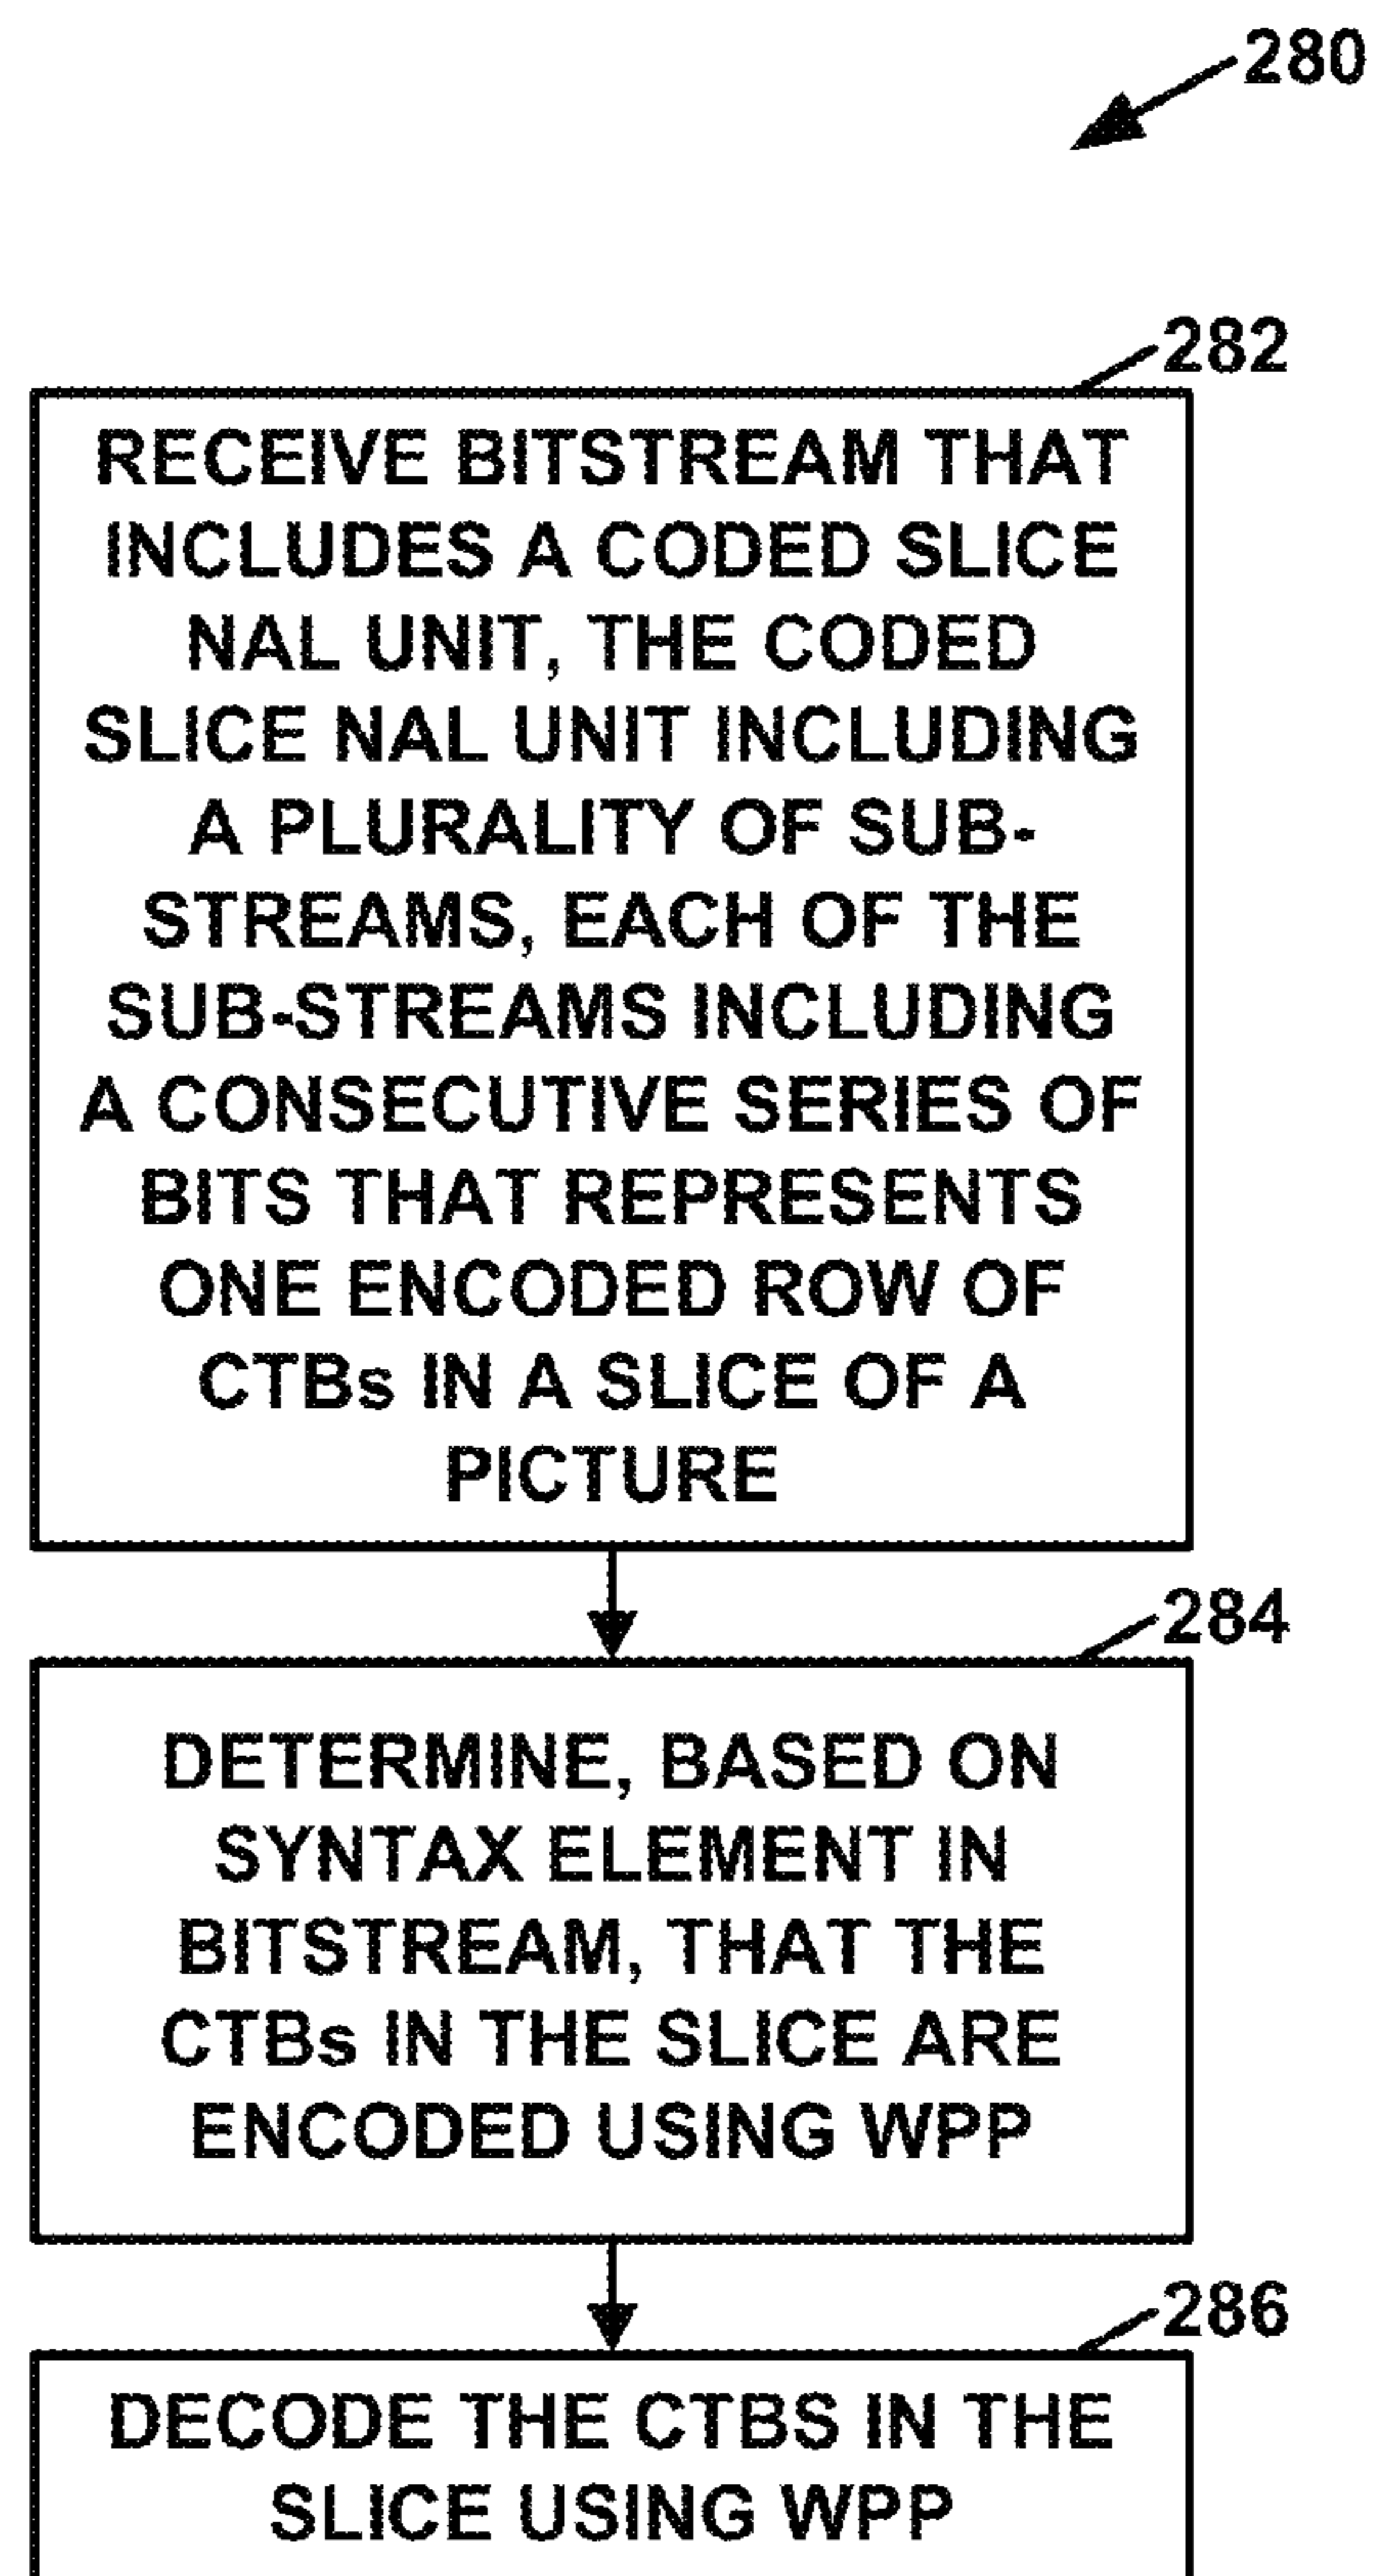 280
282
RECEIVE BITSTREAM THAT
INCLUDES A CODED SLICE
NAL UNIT, THE CODED
SLICE NAL UNIT INCLUDING
A PLURALITY OF SUB-
STREAMS, EACH OF THE
SUB-STREAMS INCLUDING
A CONSECUTIVE SERIES OF
BITS THAT REPRESENTS
ONE ENCODED ROW OF
CTBs IN A SLICE OF A
PICTURE
284
DETERMINE, BASED ON
SYNTAX ELEMENT IN
BITSTREAM, THAT THE
CTBs IN THE SLICE ARE
ENCODED USING WPP
286
DECODE THE CTBS IN THE
SLICE USING WPP